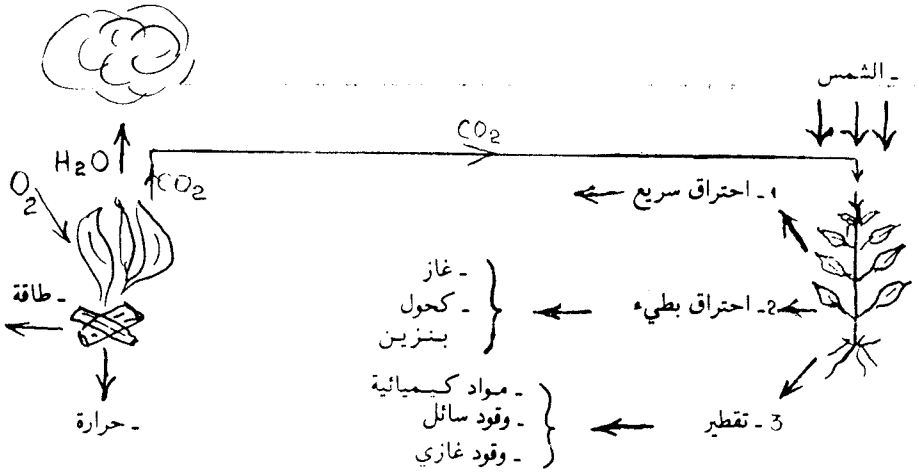 - الشمس
CO2
H2O
CO2
O2
1 - احتراق سريع
2 - احتراق بطيء
- غاز
- كحول
بنزين
- طاقة
- حرارة
3 - تقطير
- مواد كيميائية
- وقود سائل
- وقود غازي